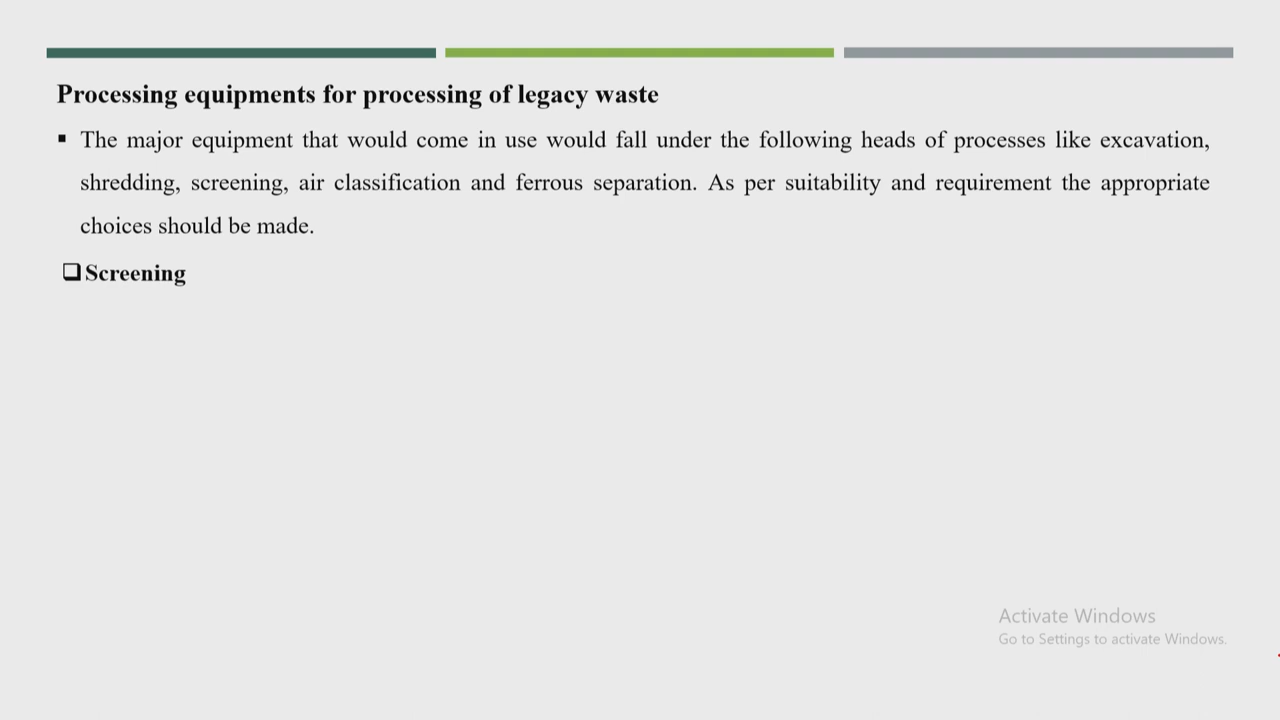 Processing equipments for processing of legacy waste
▪ The major equipment that would come in use would fall under the following heads of processes like excavation,
shredding, screening, air classification and ferrous separation. As per suitability and requirement the appropriate
choices should be made.
❑Screening
Activate Windows
Go to Settings to activate Windows.